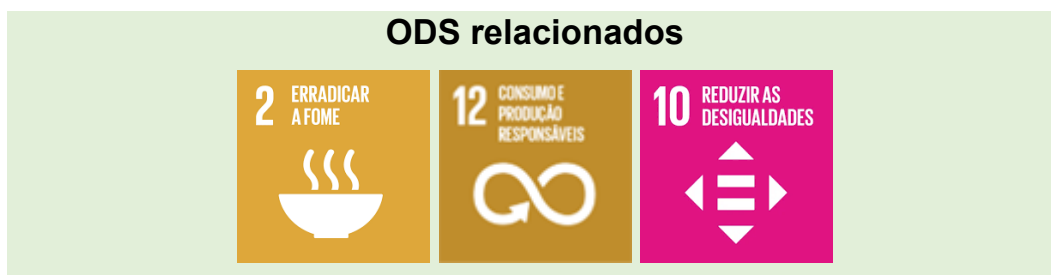 ODS relacionados
2 ERRADICAR
A FOME
12 CONSUMO E
PRODUÇÃO
RESPONSÁVEIS
10 REDUZIR AS
DESIGUALDADES